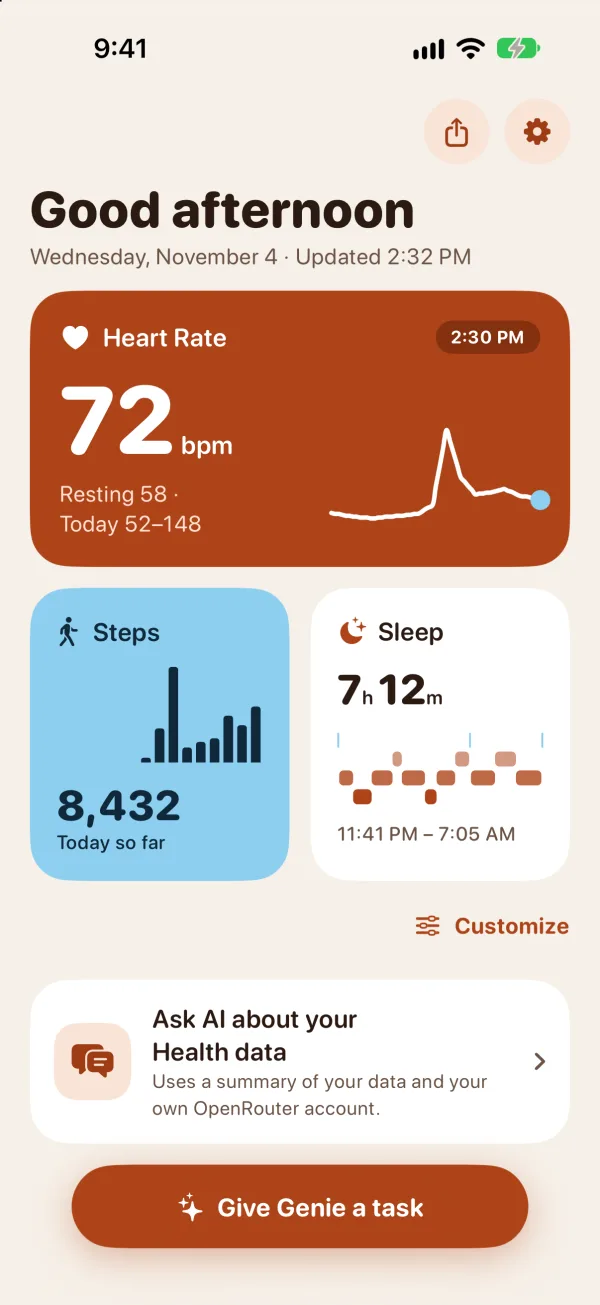 9:41
Good afternoon
Wednesday, November 4 · Updated 2:32 PM
Heart Rate
2:30 PM
72 bpm
Resting 58 ·
Today 52–148
Steps
8,432
Today so far
Sleep
7h 12m
11:41 PM – 7:05 AM
Customize
Ask AI about your
Health data
Uses a summary of your data and your
own OpenRouter account.
Give Genie a task